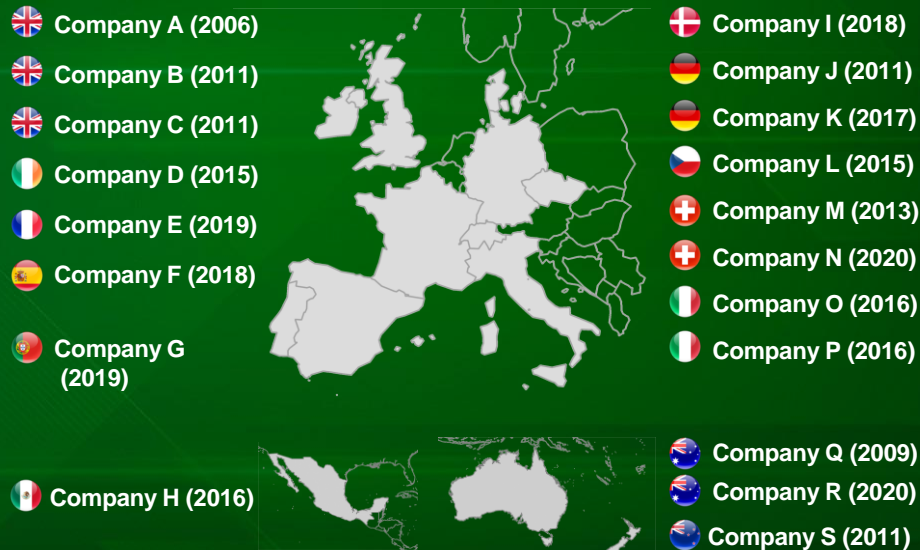 Company A (2006)
Company B (2011)
Company C (2011)
Company D (2015)
Company E (2019)
Company F (2018)
Company G
(2019)
Company H (2016)
Company I (2018)
Company J (2011)
Company K (2017)
Company L (2015)
Company M (2013)
Company N (2020)
Company O (2016)
Company P (2016)
Company Q (2009)
Company R (2020)
Company S (2011)